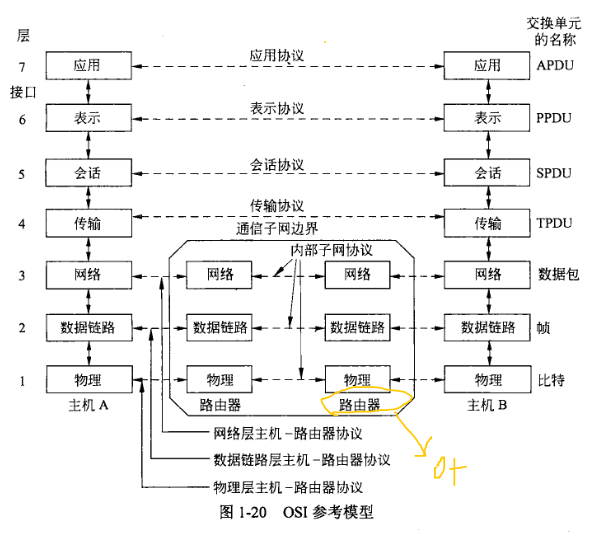 层
交换单元
的名称
7 应用 应用协议 应用 APDU
接口
6 表示 表示协议 表示 PPDU
5 会话 会话协议 会话 SPDU
4 传输 传输协议 传输 TPDU
通信子网边界
内部子网协议
3 网络 网络 网络 网络 数据包
2 数据链路 数据链路 数据链路 数据链路 帧
1 物理 物理 物理 物理 比特
主机 A 路由器 路由器 主机 B
网络层主机-路由器协议
数据链路层主机-路由器协议
物理层主机-路由器协议
图 1-20 OSI 参考模型